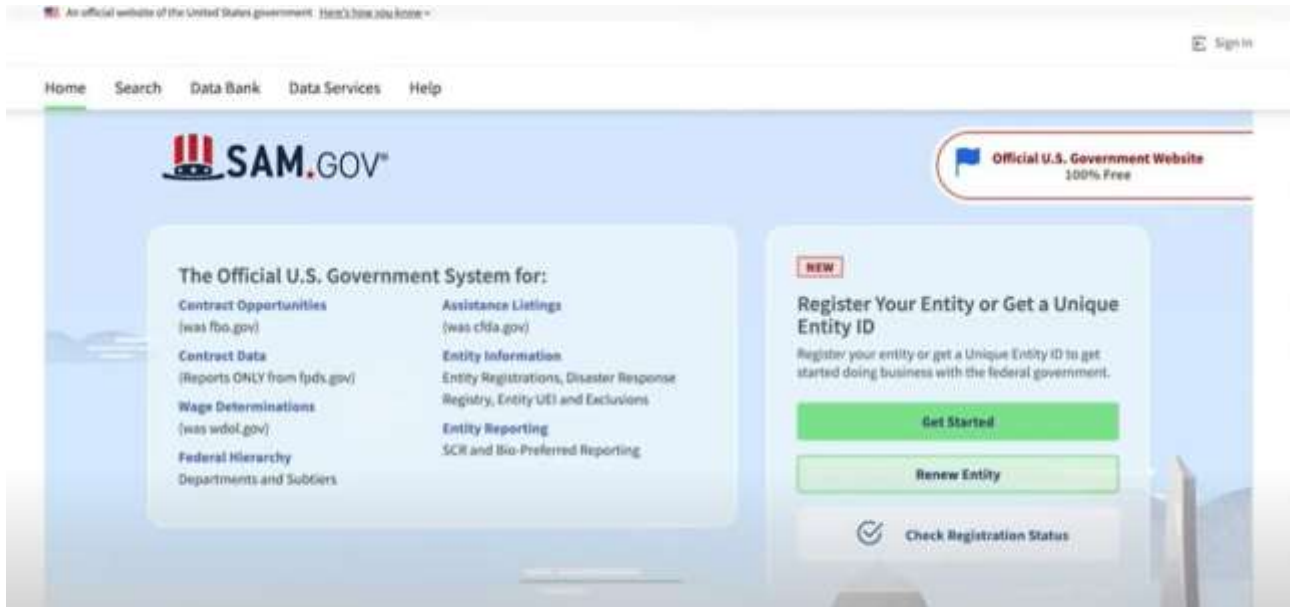 An official website of the United States government Here's how you know
Sign In
Home Search Data Bank Data Services Help
SAM.GOV
Official U.S. Government Website
100% Free
The Official U.S. Government System for:
Contract Opportunities
(was fbo.gov)
Contract Data
(Reports ONLY from fpds.gov)
Wage Determinations
(was wdol.gov)
Federal Hierarchy
Departments and Subtiers
Assistance Listings
(was cfda.gov)
Entity Information
Entity Registrations, Disaster Response
Registry, Entity UEI and Exclusions
Entity Reporting
SCR and Bio-Preferred Reporting
NEW
Register Your Entity or Get a Unique
Entity ID
Register your entity or get a Unique Entity ID to get
started doing business with the federal government.
Get Started
Renew Entity
Check Registration Status